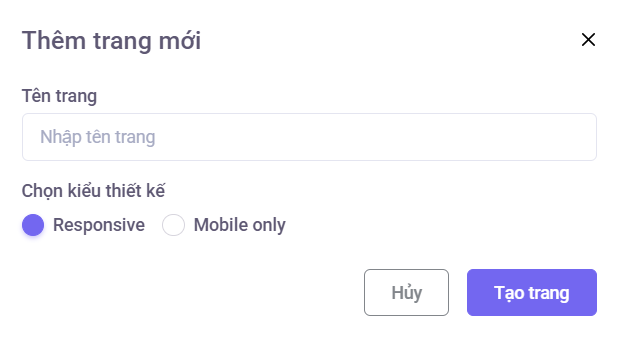 Thêm trang mới
Tên trang
Nhập tên trang
Chọn kiểu thiết kế
Responsive Mobile only
Hủy Tạo trang